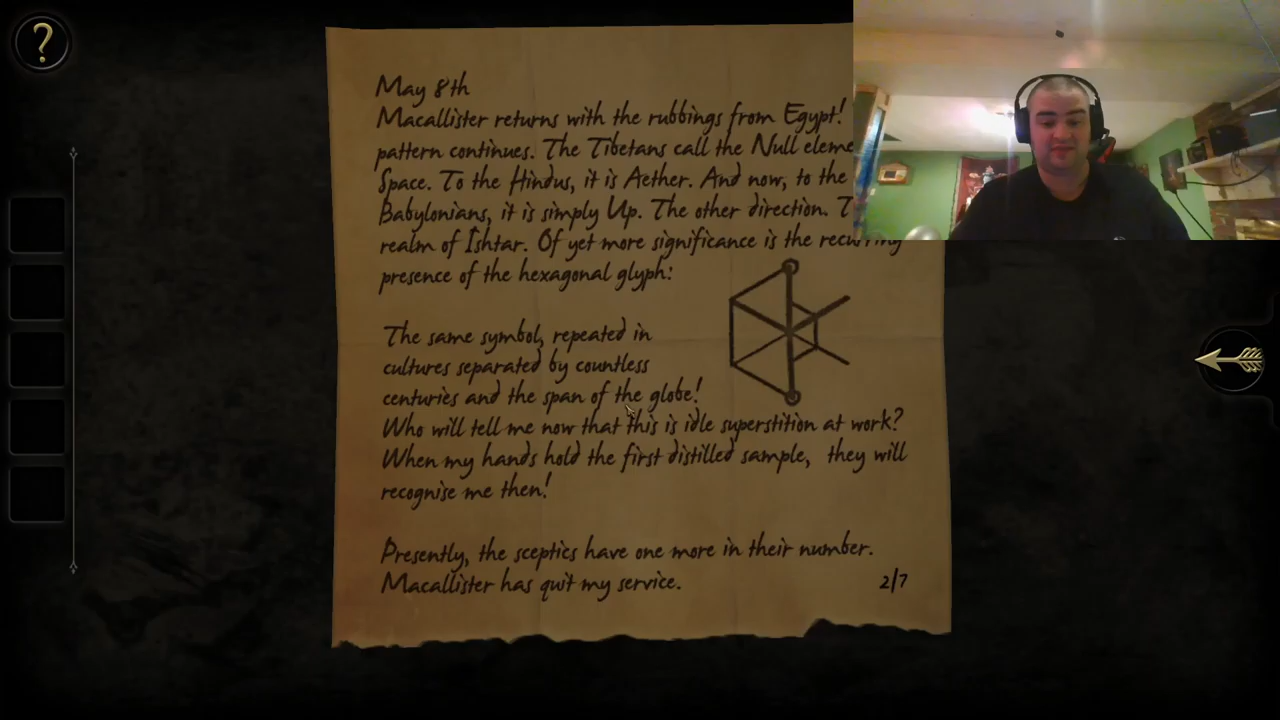 ?
May 8th
Macallister returns with the rubbings from Egypt!
pattern continues. The Tibetans call the Null
Space. To the Hindus, it is Aether. And now, to the
Babylonians, it is simply Up. The other direction.
realm of Ishtar. Of yet more significance is the recurring
presence of the hexagonal glyph:
The same symbol, repeated in
cultures separated by countless
centuries and the span of the globe!
Who will tell me now that this is idle superstition at work?
When my hands hold the first distilled sample, they will
recognise me then!
Presently, the sceptics have one more in their number.
Macallister has quit my service.
2/7